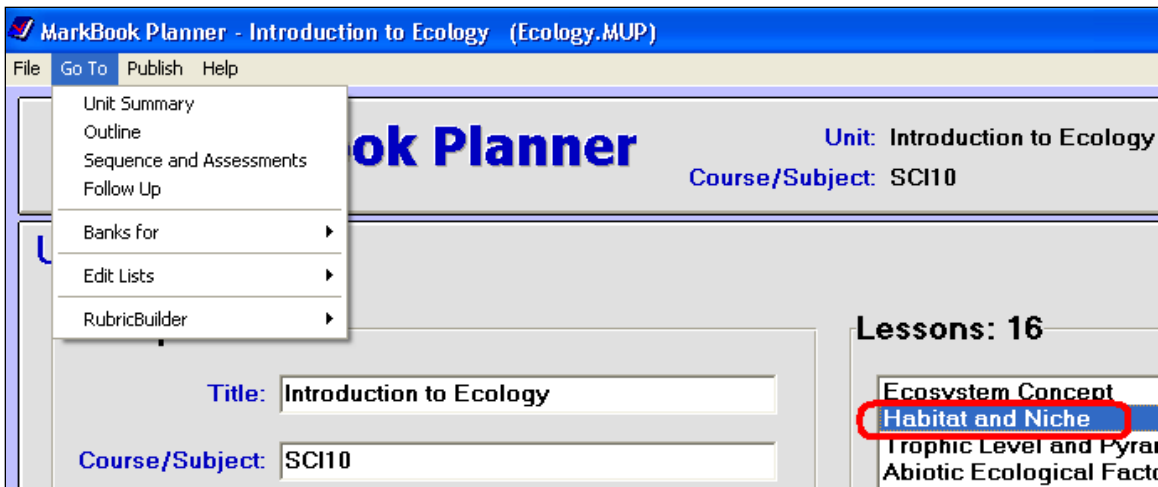 MarkBook Planner - Introduction to Ecology (Ecology.MUP)
File Go To Publish Help
Unit Summary
Outline
Sequence and Assessments
Follow Up
Banks for
Edit Lists
RubricBuilder
ok Planner
Unit: Introduction to Ecology
Course/Subject: SCI10
Title: Introduction to Ecology
Course/Subject: SCI10
Lessons: 16
Ecosystem Concept
Habitat and Niche
Trophic Level and Pyra
Abiotic Ecological Facto